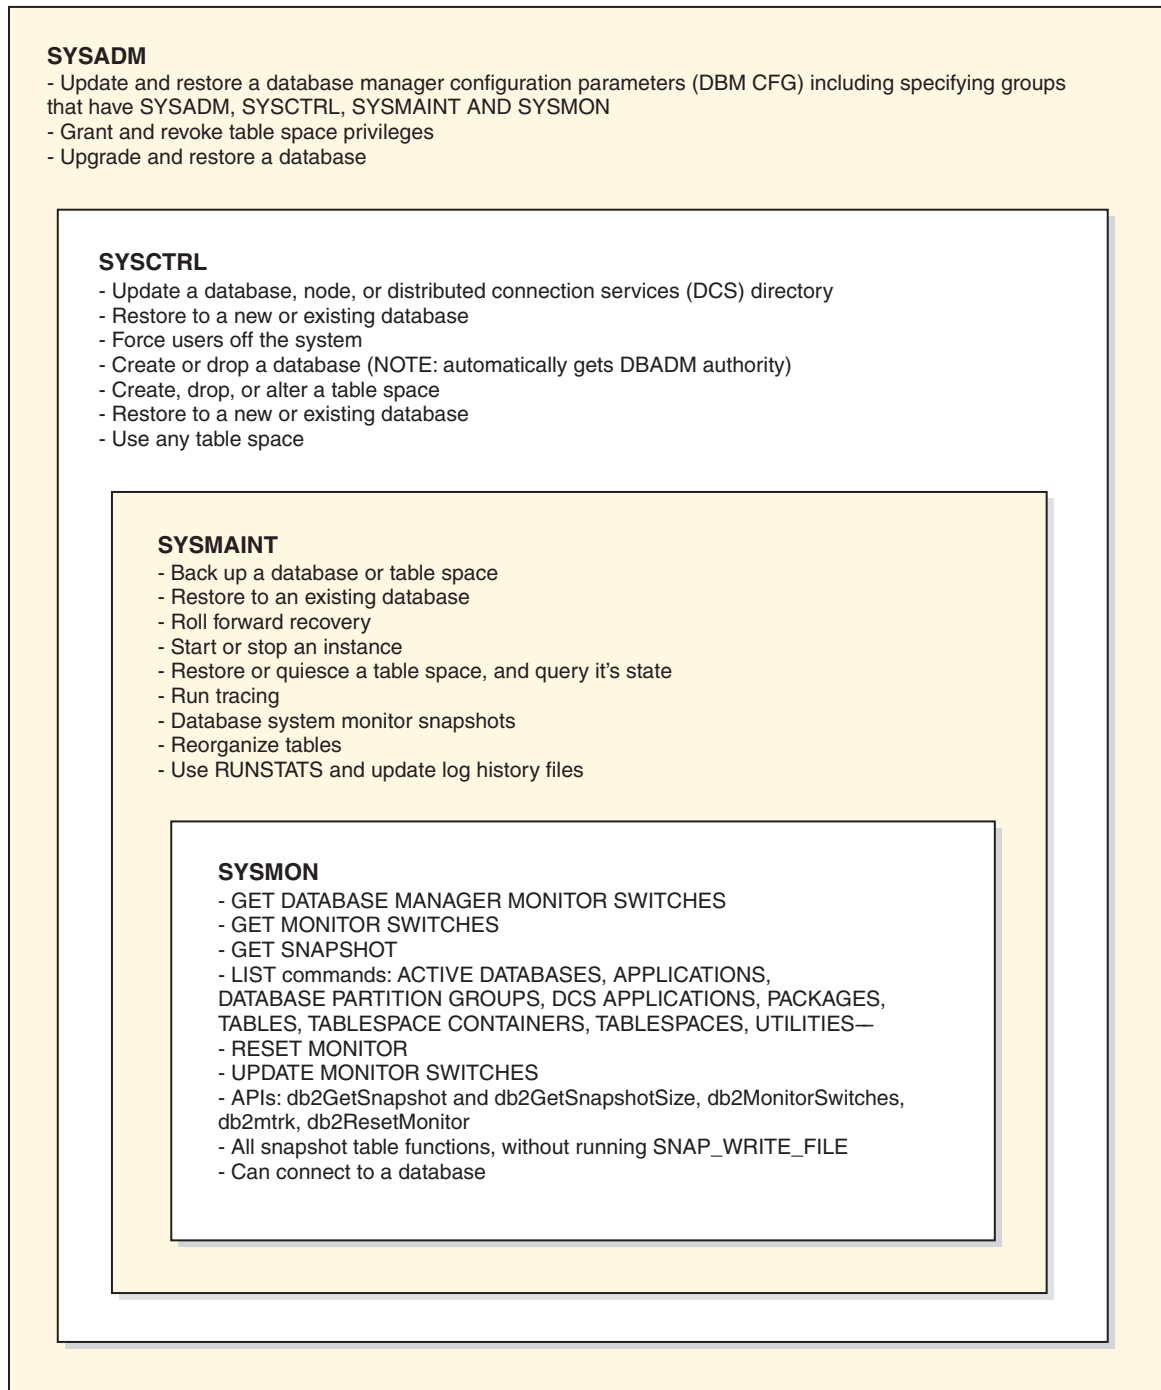 SYSADM
- Update and restore a database manager configuration parameters (DBM CFG) including specifying groups
that have SYSADM, SYSCTRL, SYSMAINT AND SYSMON
- Grant and revoke table space privileges
- Upgrade and restore a database
SYSCTRL
- Update a database, node, or distributed connection services (DCS) directory
- Restore to a new or existing database
- Force users off the system
- Create or drop a database (NOTE: automatically gets DBADM authority)
- Create, drop, or alter a table space
- Restore to a new or existing database
- Use any table space
SYSMAINT
- Back up a database or table space
- Restore to an existing database
- Roll forward recovery
- Start or stop an instance
- Restore or quiesce a table space, and query it's state
- Run tracing
- Database system monitor snapshots
- Reorganize tables
- Use RUNSTATS and update log history files
SYSMON
- GET DATABASE MANAGER MONITOR SWITCHES
- GET MONITOR SWITCHES
- GET SNAPSHOT
- LIST commands: ACTIVE DATABASES, APPLICATIONS,
DATABASE PARTITION GROUPS, DCS APPLICATIONS, PACKAGES,
TABLES, TABLESPACE CONTAINERS, TABLESPACES, UTILITIES—
- RESET MONITOR
- UPDATE MONITOR SWITCHES
- APIs: db2GetSnapshot and db2GetSnapshotSize, db2MonitorSwitches,
db2mtrk, db2ResetMonitor
- All snapshot table functions, without running SNAP_WRITE_FILE
- Can connect to a database